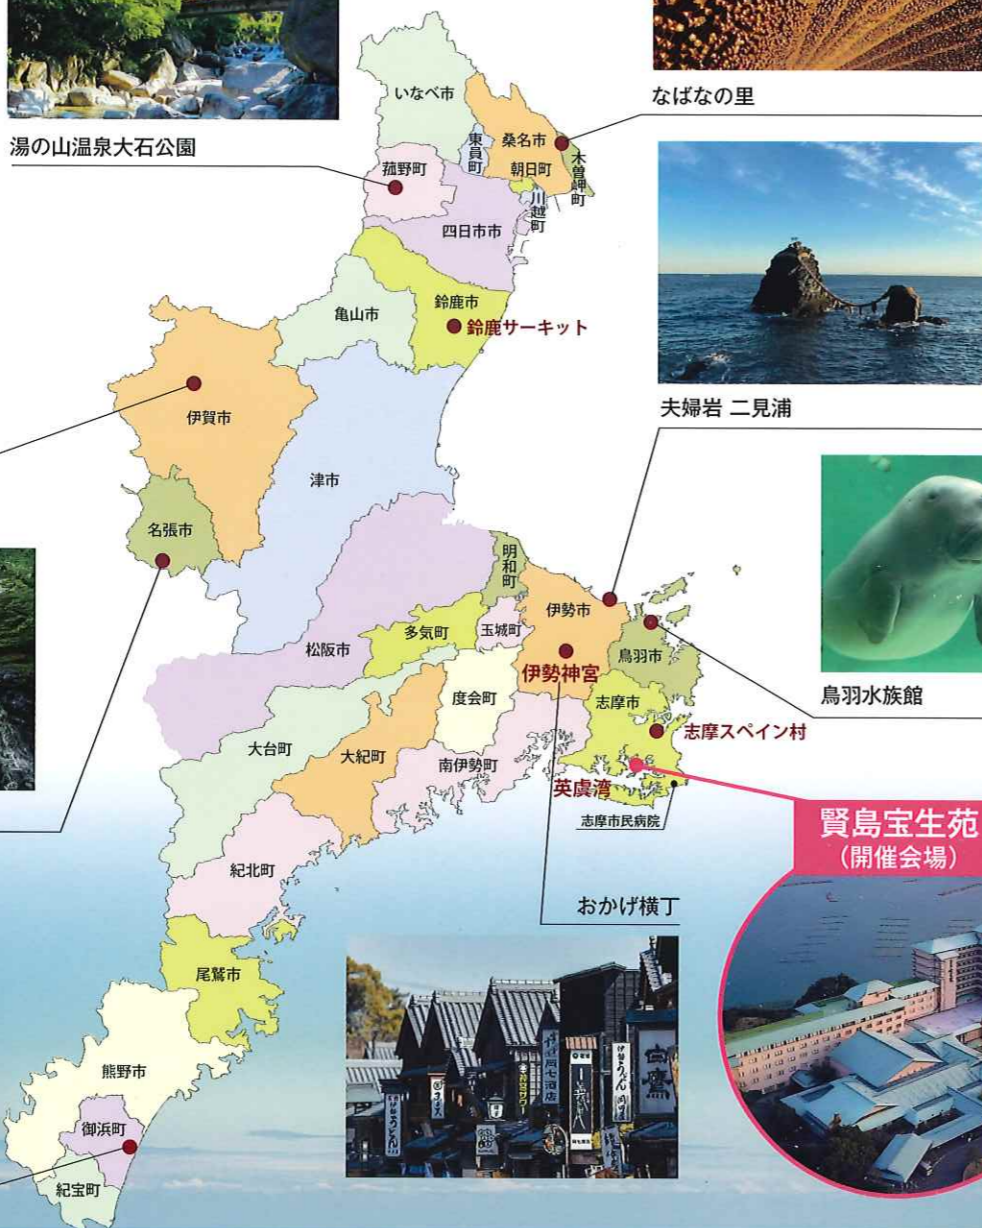 湯の山温泉大石公園
なばなの里
いなべ市
東員町
桑名市
朝日町
木曽岬町
菰野町
川越町
四日市市
亀山市
鈴鹿市
鈴鹿サーキット
伊賀市
夫婦岩 二見浦
津市
名張市
明和町
伊勢市
多気町
玉城町
松阪市
鳥羽市
伊勢神宮
度会町
志摩市
鳥羽水族館
志摩スペイン村
大台町
大紀町
南伊勢町
英虞湾
志摩市民病院
賢島宝生苑
(開催会場)
紀北町
おかげ横丁
尾鷲市
熊野市
御浜町
紀宝町
伊勢うどん